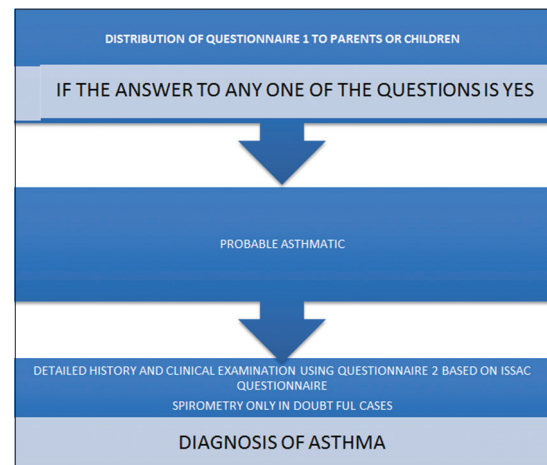 DISTRIBUTION OF QUESTIONNAIRE 1 TO PARENTS OR CHILDREN
IF THE ANSWER TO ANY ONE OF THE QUESTIONS IS YES
PROBABLE ASTHMATIC
DETAILED HISTORY AND CLINICAL EXAMINATION USING QUESTIONNAIRE 2 BASED ON ISSAC
QUESTIONNAIRE
SPIROMETRY ONLY IN DOUBT FUL CASES
DIAGNOSIS OF ASTHMA